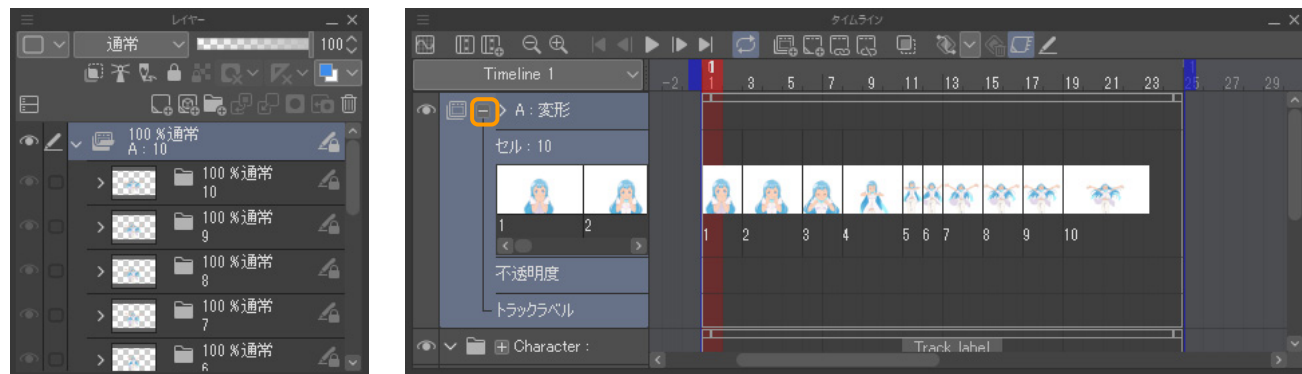 レイヤー
通常
100
100 %通常
A : 10
100 %通常
10
100 %通常
9
100 %通常
8
100 %通常
7
100 %通常
6
タイムライン
Timeline 1
-2 1 3 5 7 9 11 13 15 17 19 21 23 25 27 29
1
A : 変形
セル : 10
1 2
1 2 3 4 5 6 7 8 9 10
不透明度
トラックラベル
Character :
Track label